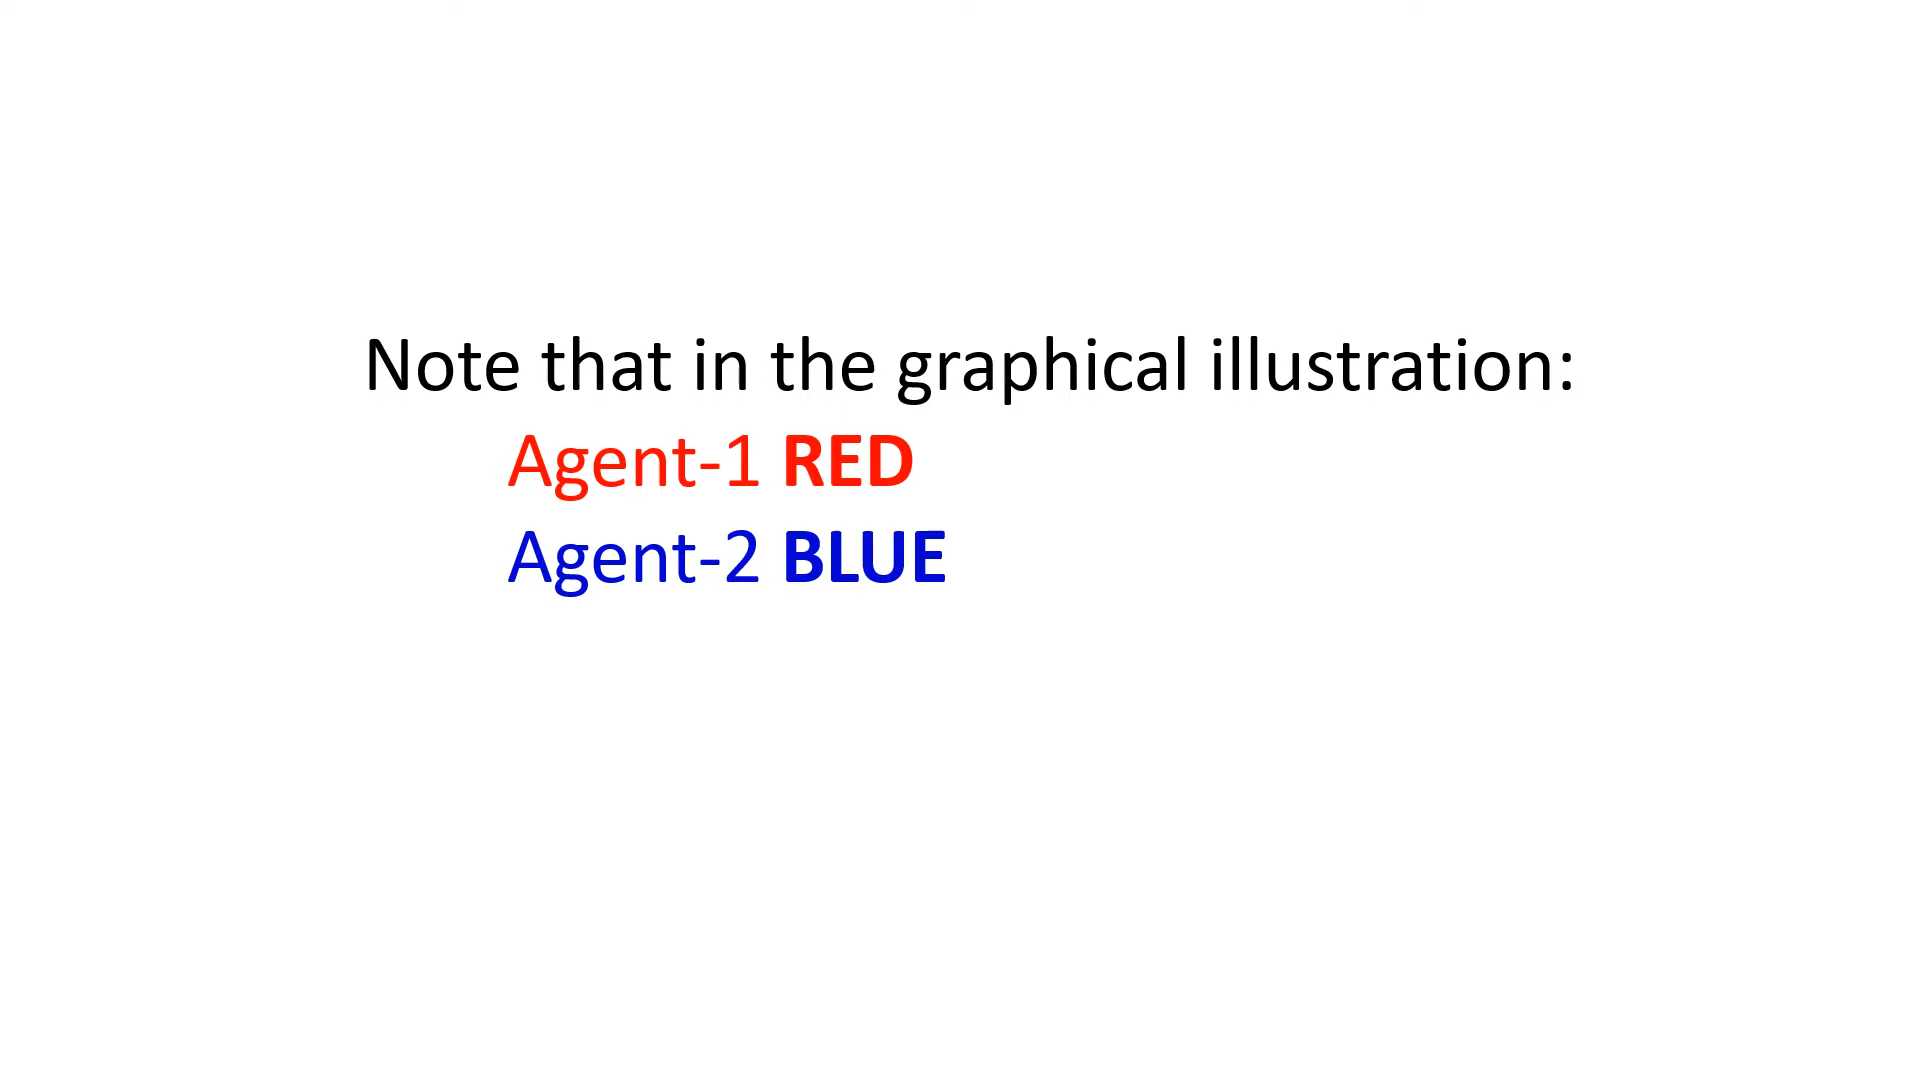 Note that in the graphical illustration:
Agent-1 RED
Agent-2 BLUE